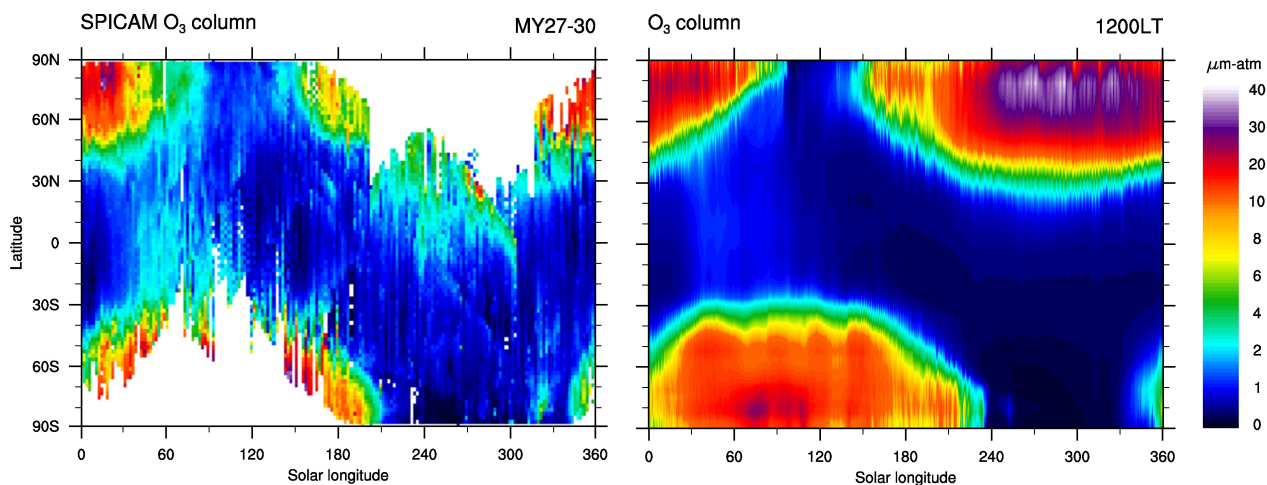 SPICAM O₃ column MY27-30
90N
60N
30N
0
30S
60S
90S
Latitude
0 60 120 180 240 300 360
Solar longitude
O₃ column 1200LT
0 60 120 180 240 300 360
Solar longitude
μm-atm
40
30
20
10
8
6
4
2
1
0